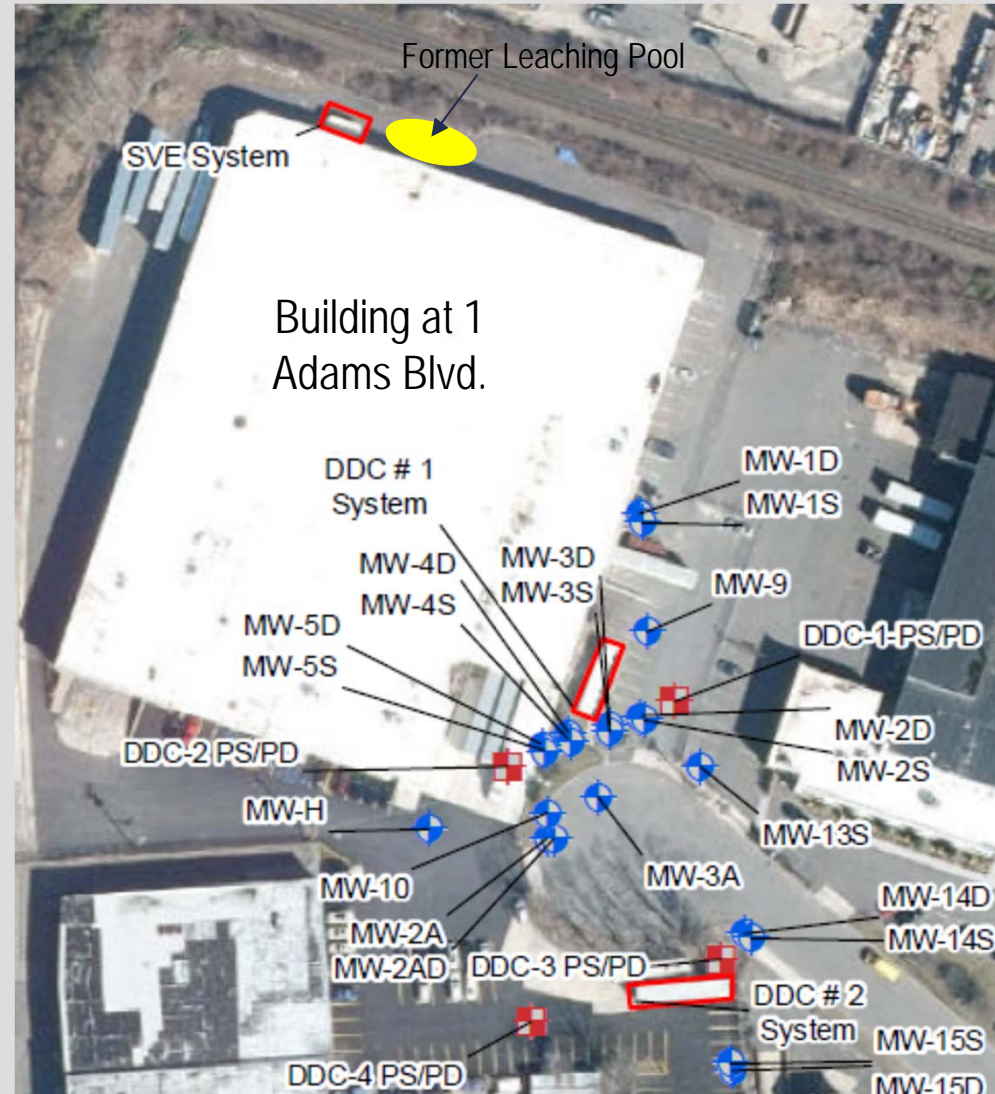 Former Leaching Pool
SVE System
Building at 1
Adams Blvd.
DDC # 1
System
MW-1D
MW-1S
MW-4D
MW-4S
MW-3D
MW-3S
MW-9
MW-5D
MW-5S
DDC-1-PS/PD
DDC-2 PS/PD
MW-2D
MW-2S
MW-H
MW-13S
MW-10
MW-3A
MW-2A
MW-2AD
MW-14D
MW-14S
DDC-3 PS/PD
DDC # 2
System
DDC-4 PS/PD
MW-15S
MW-15D